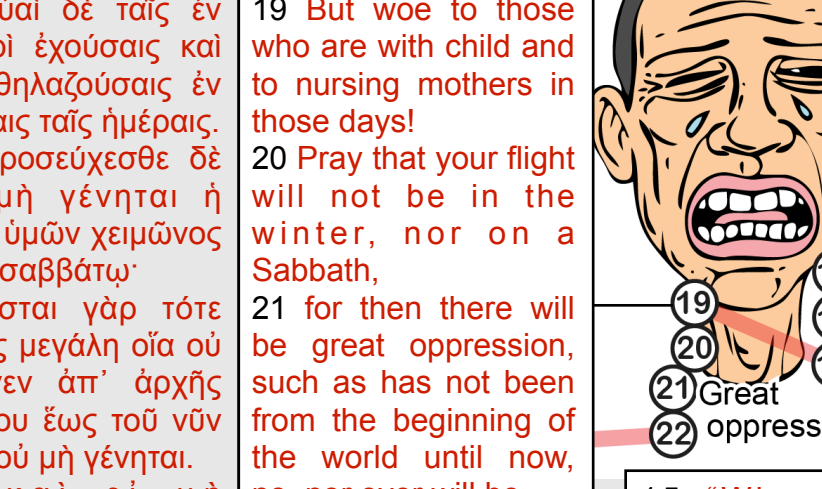 δὲ ταῖς ἐν
ἐχούσαις καὶ
θηλαζούσαις ἐν
ταῖς ἡμέραις.
δὲ
μὴ γένηται ἡ
ὑμῶν χειμῶνος
σαββάτῳ·
γὰρ τότε
μεγάλη οἵα οὐ
ἀπ’ ἀρχῆς
ἕως τοῦ νῦν
οὐ μὴ γένηται.
19 But woe to those
who are with child and
to nursing mothers in
those days!
20 Pray that your flight
will not be in the
winter, nor on a
Sabbath,
21 for then there will
be great oppression,
such as has not been
from the beginning of
the world until now,
19
20
21 Great
22 oppress